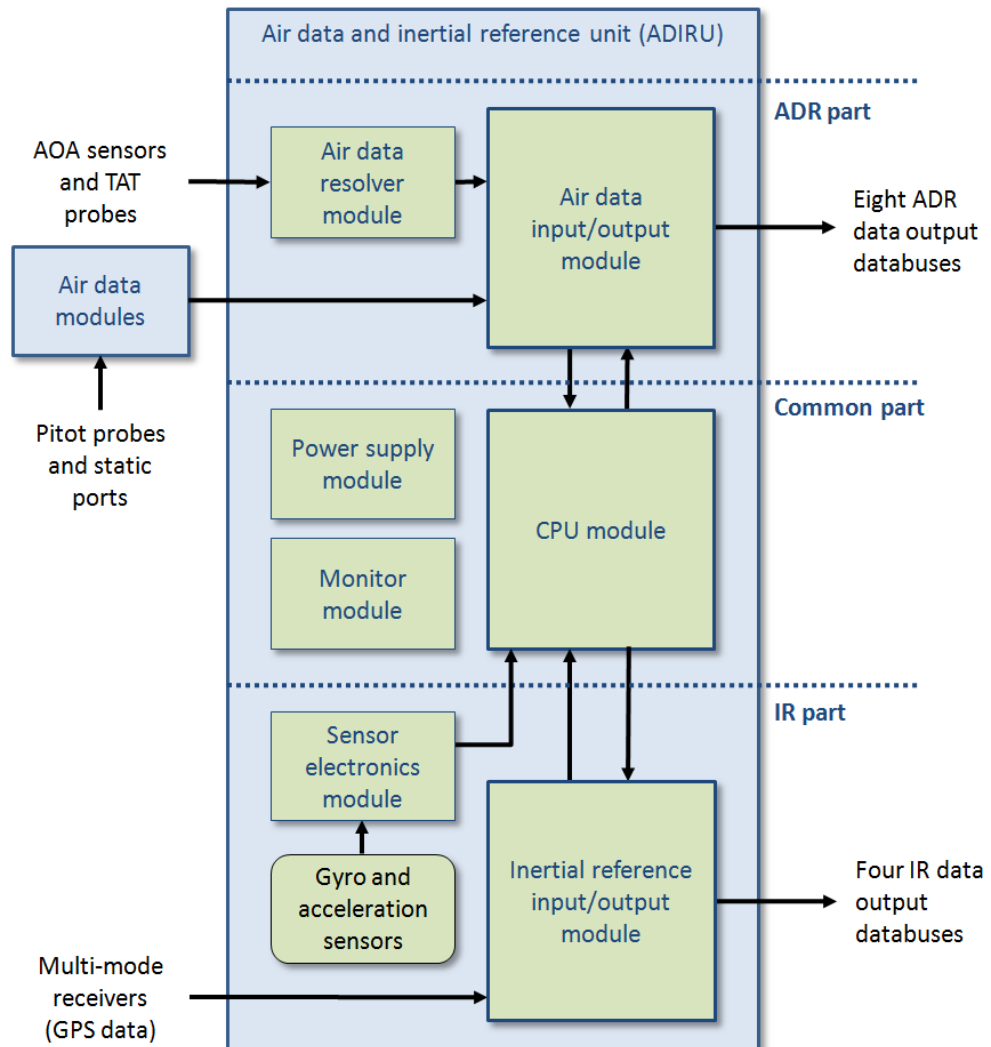 Air data and inertial reference unit (ADIRU)
ADR part
AOA sensors
and TAT
probes
Air data
resolver
module
Air data
input/output
module
Eight ADR
data output
databuses
Air data
modules
Pitot probes
and static
ports
Common part
Power supply
module
CPU module
Monitor
module
IR part
Sensor
electronics
module
Gyro and
acceleration
sensors
Inertial reference
input/output
module
Four IR data
output
databuses
Multi-mode
receivers
(GPS data)